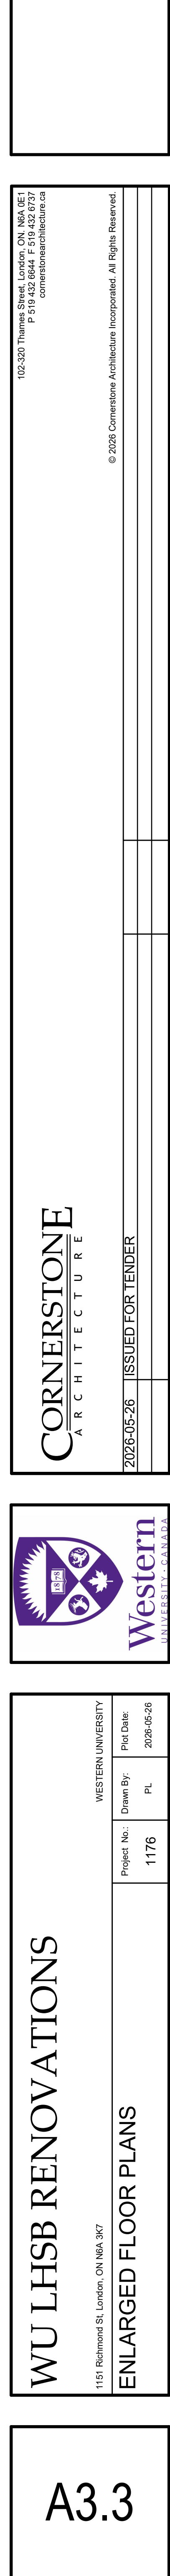 102-320 Thames Street, London, ON. N6A 0E1
P 519 432 6644 F 519 432 6737
cornerstonearchitecture.ca
© 2026 Cornerstone Architecture Incorporated. All Rights Reserved.
CORNERSTONE
ARCHITECTURE
2026-05-26 ISSUED FOR TENDER
1878
Western
UNIVERSITY · CANADA
WU LHSB RENOVATIONS
1151 Richmond St, London, ON N6A 3K7
WESTERN UNIVERSITY
ENLARGED FLOOR PLANS
Project No.:
1176
Drawn By:
PL
Plot Date:
2026-05-26
A3.3